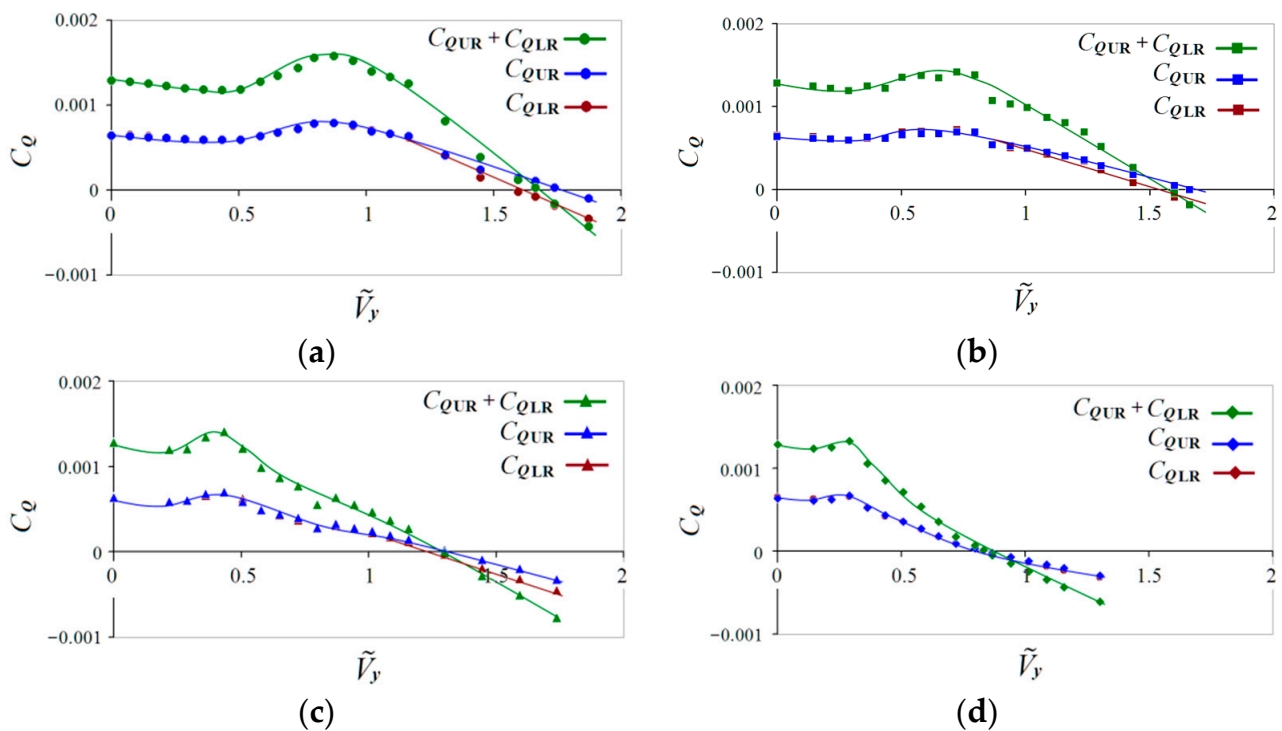 0.002
C_QUR + C_QLR
C_QUR
C_QLR
0.001
C_Q
0
0 0.5 1 1.5 2
−0.001
Ṽ_y
(a)
0.002
C_QUR + C_QLR
C_QUR
C_QLR
0.001
C_Q
0
0 0.5 1 1.5 2
−0.001
Ṽ_y
(b)
0.002
C_QUR + C_QLR
C_QUR
C_QLR
0.001
C_Q
0
0 0.5 1 1.5 2
−0.001
Ṽ_y
(c)
0.002
C_QUR + C_QLR
C_QUR
C_QLR
0.001
C_Q
0
0 0.5 1 1.5 2
−0.001
Ṽ_y
(d)